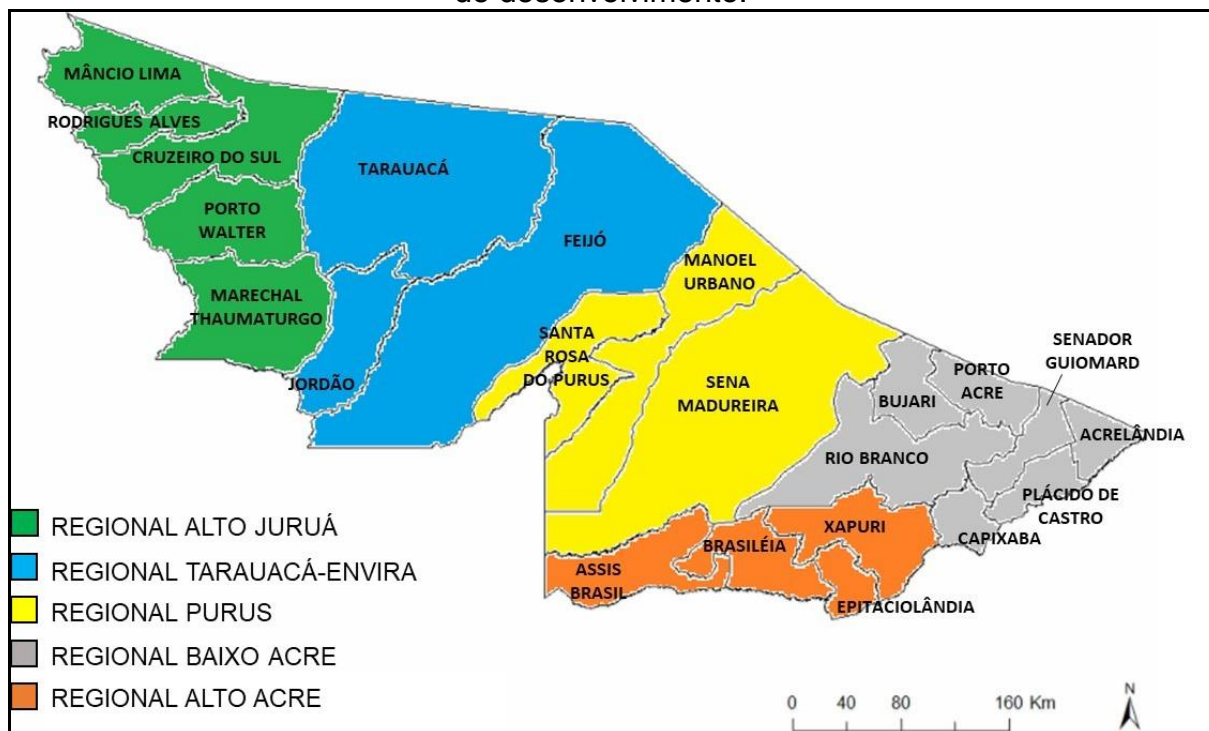 de desenvolvimento.
MÂNCIO LIMA
RODRIGUES ALVES
CRUZEIRO DO SUL
TARAUACÁ
PORTO
WALTER
FEIJÓ
MANOEL
URBANO
MARECHAL
THAUMATURGO
SANTA
ROSA
DO PURUS
SENADOR
GUIOMARD
JORDÃO
SENA
MADUREIRA
PORTO
ACRE
BUJARI
ACRELÂNDIA
RIO BRANCO
PLÁCIDO DE
CASTRO
XAPURI
CAPIXABA
BRASILÉIA
ASSIS
BRASIL
EPITACIOLÂNDIA
REGIONAL ALTO JURUÁ
REGIONAL TARAUACÁ-ENVIRA
REGIONAL PURUS
REGIONAL BAIXO ACRE
REGIONAL ALTO ACRE
0 40 80 160 Km
N